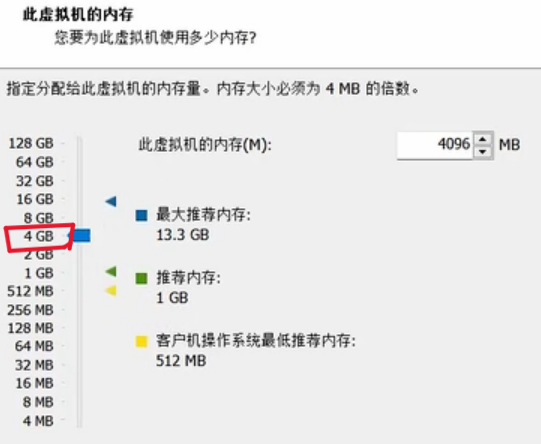 此虚拟机的内存
您要为此虚拟机使用多少内存?
指定分配给此虚拟机的内存量。内存大小必须为 4 MB 的倍数。
128 GB
64 GB
32 GB
16 GB
8 GB
4 GB
2 GB
1 GB
512 MB
256 MB
128 MB
64 MB
32 MB
16 MB
8 MB
4 MB
此虚拟机的内存(M): 4096 MB
最大推荐内存:
13.3 GB
推荐内存:
1 GB
客户机操作系统最低推荐内存:
512 MB